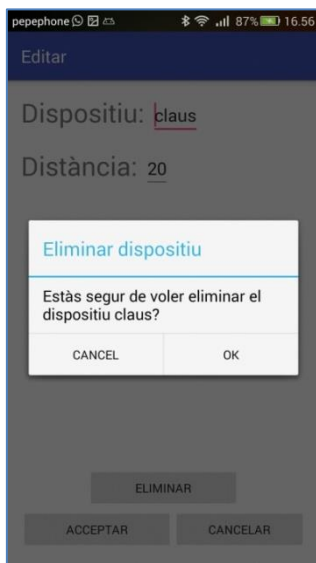 pepephone 87% 16.56
Editar
Dispositiu: claus
Distància: 20
Eliminar dispositiu
Estàs segur de voler eliminar el
dispositiu claus?
CANCEL OK
ELIMINAR
ACCEPTAR CANCELAR